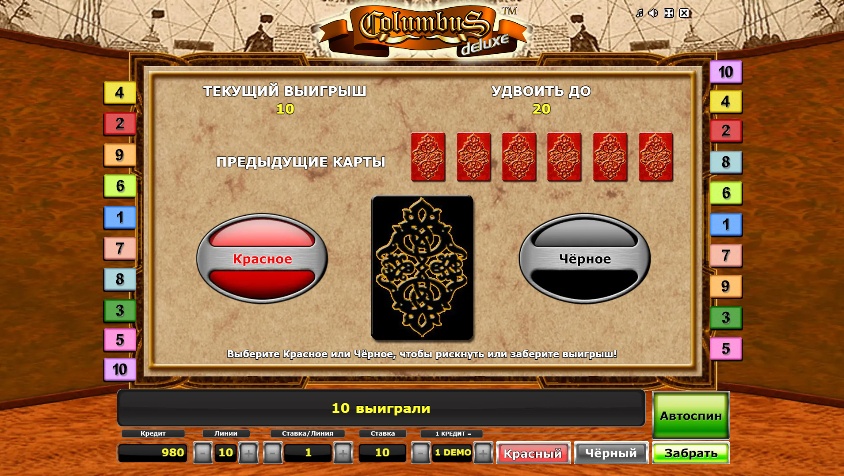 Columbus™
deluxe
ТЕКУЩИЙ ВЫИГРЫШ
10
УДВОИТЬ ДО
20
ПРЕДЫДУЩИЕ КАРТЫ
Красное
Чёрное
Выберите Красное или Чёрное, чтобы рискнуть или заберите выигрыш!
4
2
9
6
1
7
8
3
5
10
10
4
2
8
6
1
7
9
3
5
10 выиграли
Автоспин
Кредит
Линии
Ставка/Линия
Ставка
1 КРЕДИТ =
980
- 10 +
- 1 +
10
- 1 DEMO +
Красный
Чёрный
Забрать